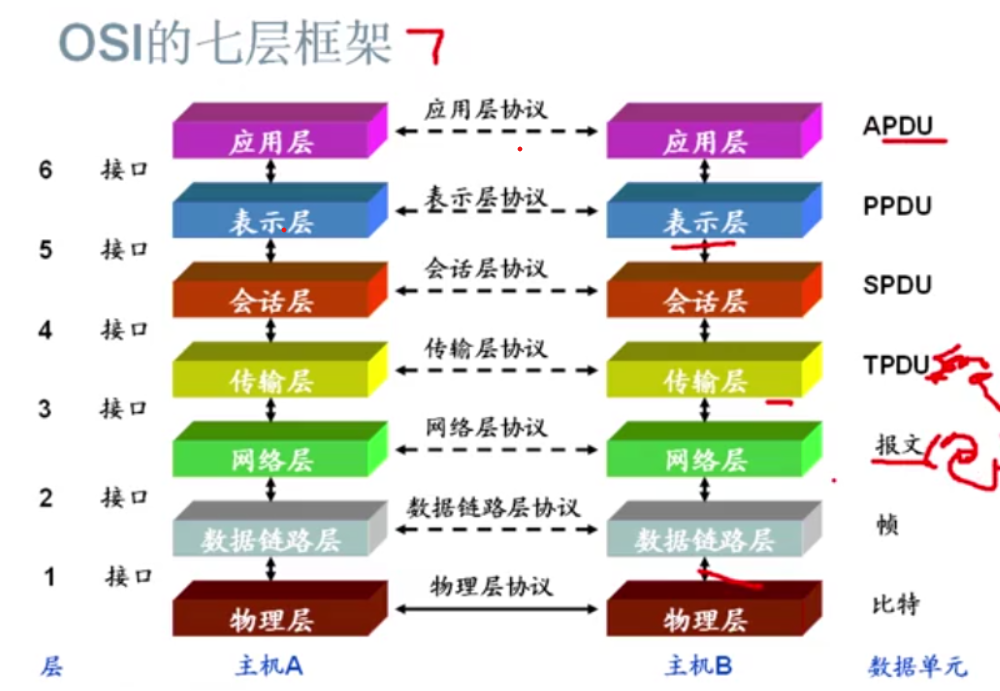 OSI的七层框架 7
应用层 应用层协议 应用层 APDU
6 接口
表示层 表示层协议 表示层 PPDU
5 接口
会话层 会话层协议 会话层 SPDU
4 接口
传输层 传输层协议 传输层 TPDU
3 接口
网络层 网络层协议 网络层 报文
2 接口
数据链路层 数据链路层协议 数据链路层 帧
1 接口
物理层 物理层协议 物理层 比特
层 主机A 主机B 数据单元